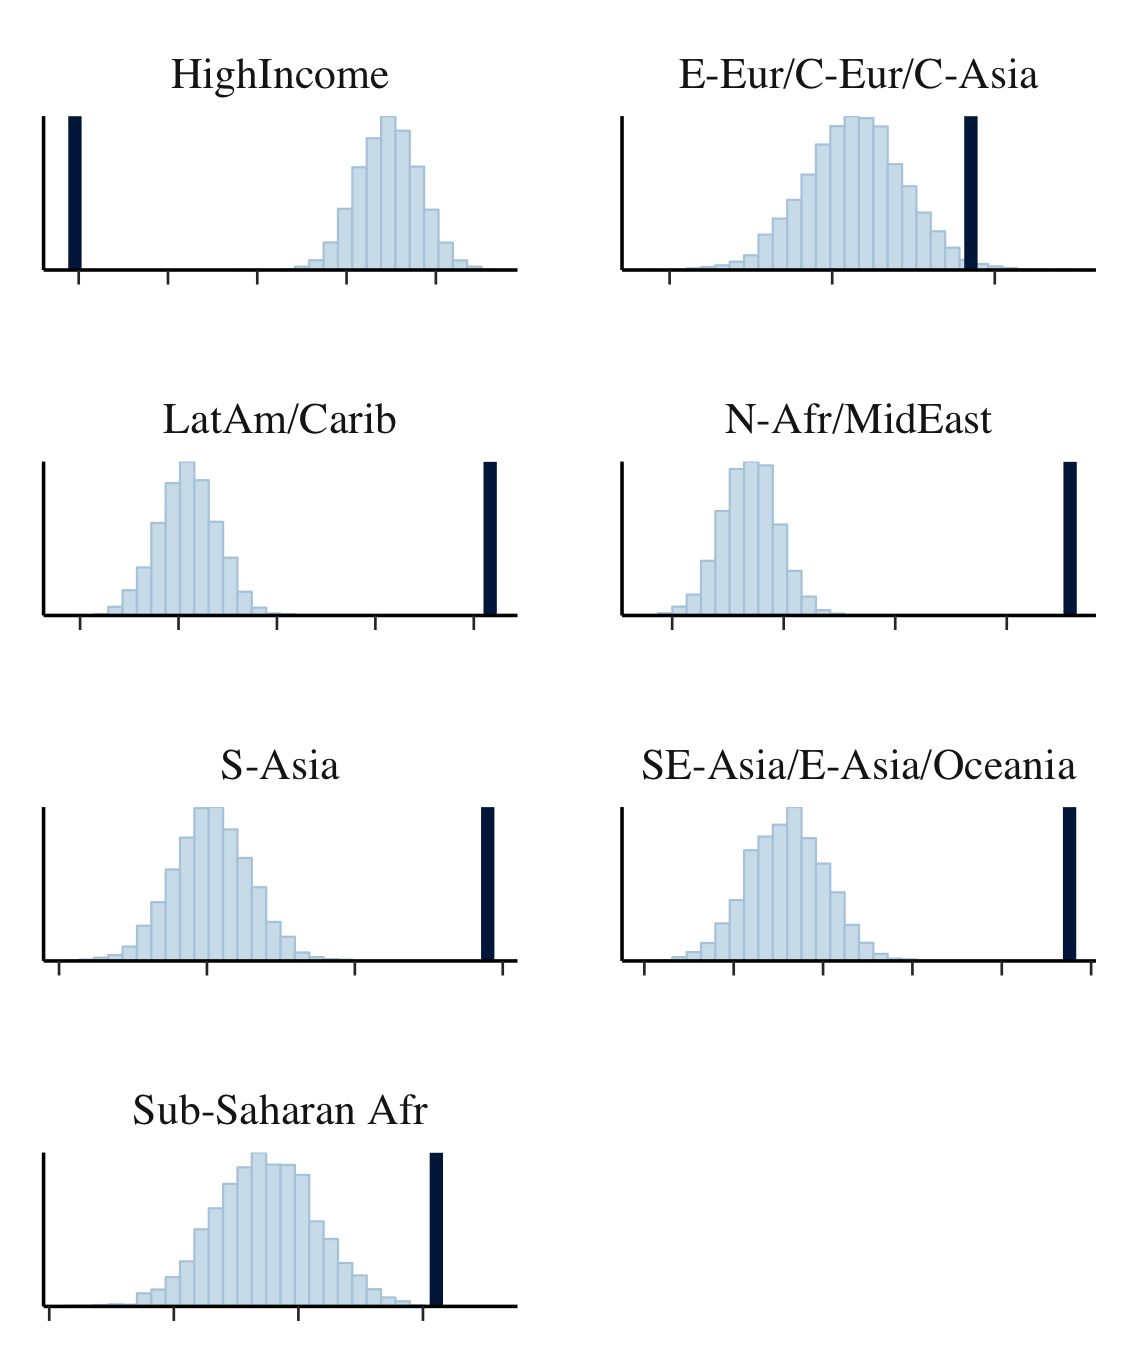 HighIncome
E-Eur/C-Eur/C-Asia
LatAm/Carib
N-Afr/MidEast
S-Asia
SE-Asia/E-Asia/Oceania
Sub-Saharan Afr